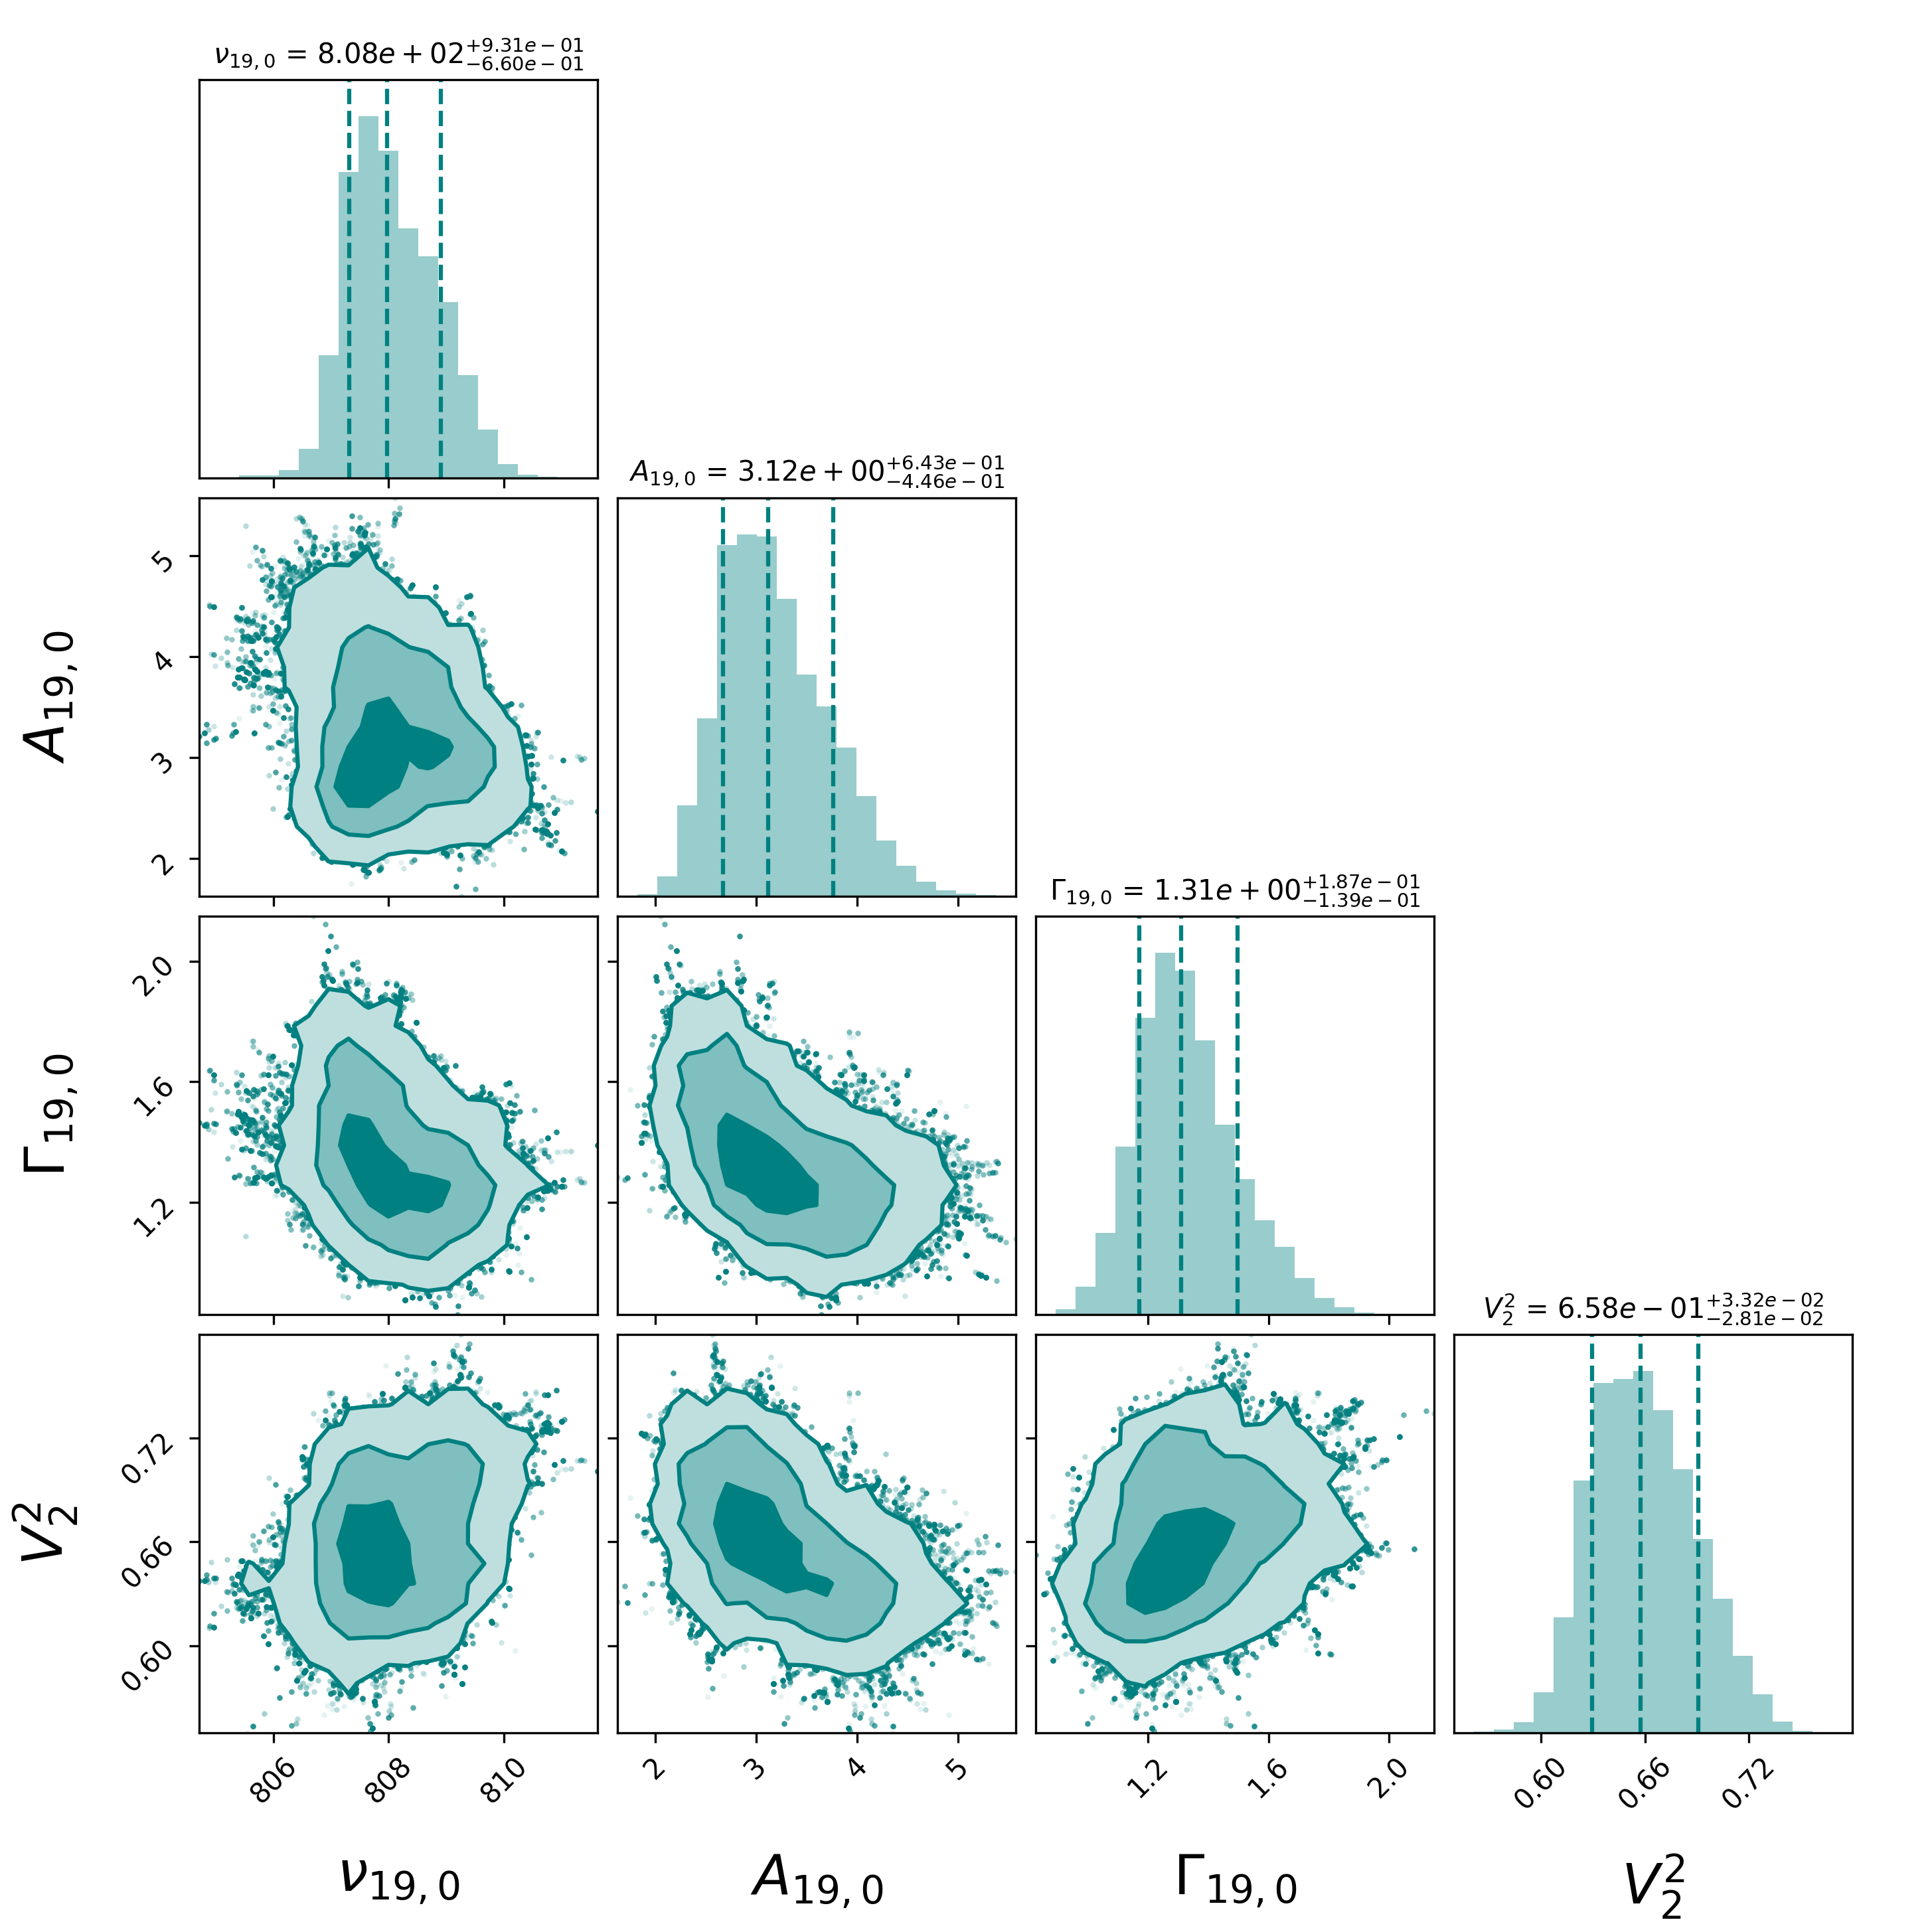 ν₁₉,₀ = 8.08e + 02⁺⁹·³¹ᵉ⁻⁰¹₋₆.₆₀ₑ₋₀₁
A₁₉,₀ = 3.12e + 00⁺⁶·⁴³ᵉ⁻⁰¹₋₄.₄₆ₑ₋₀₁
5
4
3
2
A₁₉,₀
Γ₁₉,₀ = 1.31e + 00⁺¹·⁸⁷ᵉ⁻⁰¹₋₁.₃₉ₑ₋₀₁
2.0
1.6
1.2
Γ₁₉,₀
V₂² = 6.58e − 01⁺³·³²ᵉ⁻⁰²₋₂.₈₁ₑ₋₀₂
0.72
0.66
0.60
V₂²
806 808 810 2 3 4 5 1.2 1.6 2.0 0.60 0.66 0.72
ν₁₉,₀ A₁₉,₀ Γ₁₉,₀ V₂²